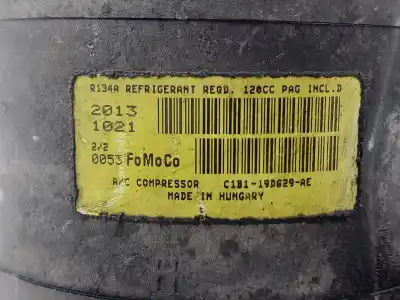 R134A REFRIGERANT REQD. 120CC PAG INCL.D
2013
1021
2/2
0053 FoMoCo
A/C COMPRESSOR C1B1-19D629-AE
MADE IN HUNGARY